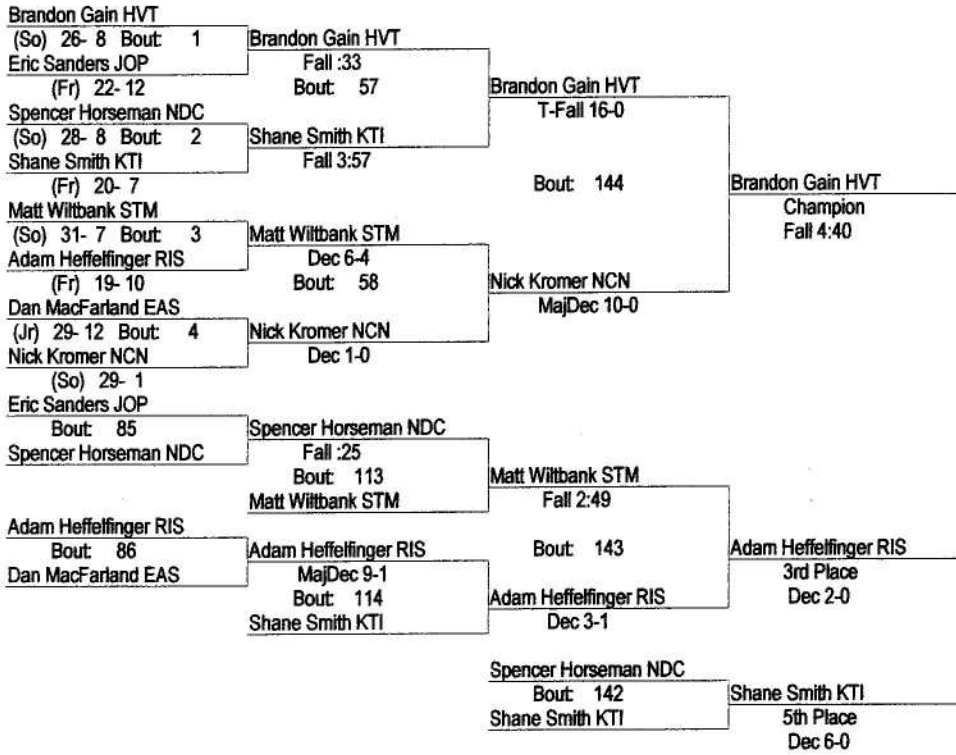 Brandon Gain HVT
(So) 26- 8 Bout: 1
Eric Sanders JOP
(Fr) 22- 12
Spencer Horseman NDC
(So) 28- 8 Bout: 2
Shane Smith KTI
(Fr) 20- 7
Matt Wiltbank STM
(So) 31- 7 Bout: 3
Adam Heffelfinger RIS
(Fr) 19- 10
Dan MacFarland EAS
(Jr) 29- 12 Bout: 4
Nick Kromer NCN
(So) 29- 1
Brandon Gain HVT
Fall :33
Bout: 57
Shane Smith KTI
Fall 3:57
Matt Wiltbank STM
Dec 6-4
Bout: 58
Nick Kromer NCN
Dec 1-0
Brandon Gain HVT
T-Fall 16-0
Bout: 144
Nick Kromer NCN
MajDec 10-0
Brandon Gain HVT
Champion
Fall 4:40
Eric Sanders JOP
Bout: 85
Spencer Horseman NDC
Adam Heffelfinger RIS
Bout: 86
Dan MacFarland EAS
Spencer Horseman NDC
Fall :25
Bout: 113
Matt Wiltbank STM
Adam Heffelfinger RIS
MajDec 9-1
Bout: 114
Shane Smith KTI
Matt Wiltbank STM
Fall 2:49
Bout: 143
Adam Heffelfinger RIS
Dec 3-1
Adam Heffelfinger RIS
3rd Place
Dec 2-0
Spencer Horseman NDC
Bout: 142
Shane Smith KTI
Shane Smith KTI
5th Place
Dec 6-0